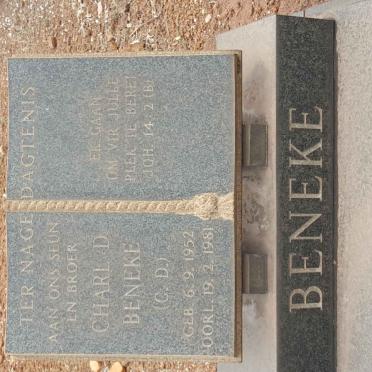 TER NAGEDAGTENIS
AAN ONS SEUN
EN BROER
CHARL D.
BENEKE
(C.D.)
GEB. 6.9.1952
OORL. 19.2.1981
EK GAAN
OM VIR JULLE
PLEK TE BEREI
JOH. 14:2 (B)
BENEKE